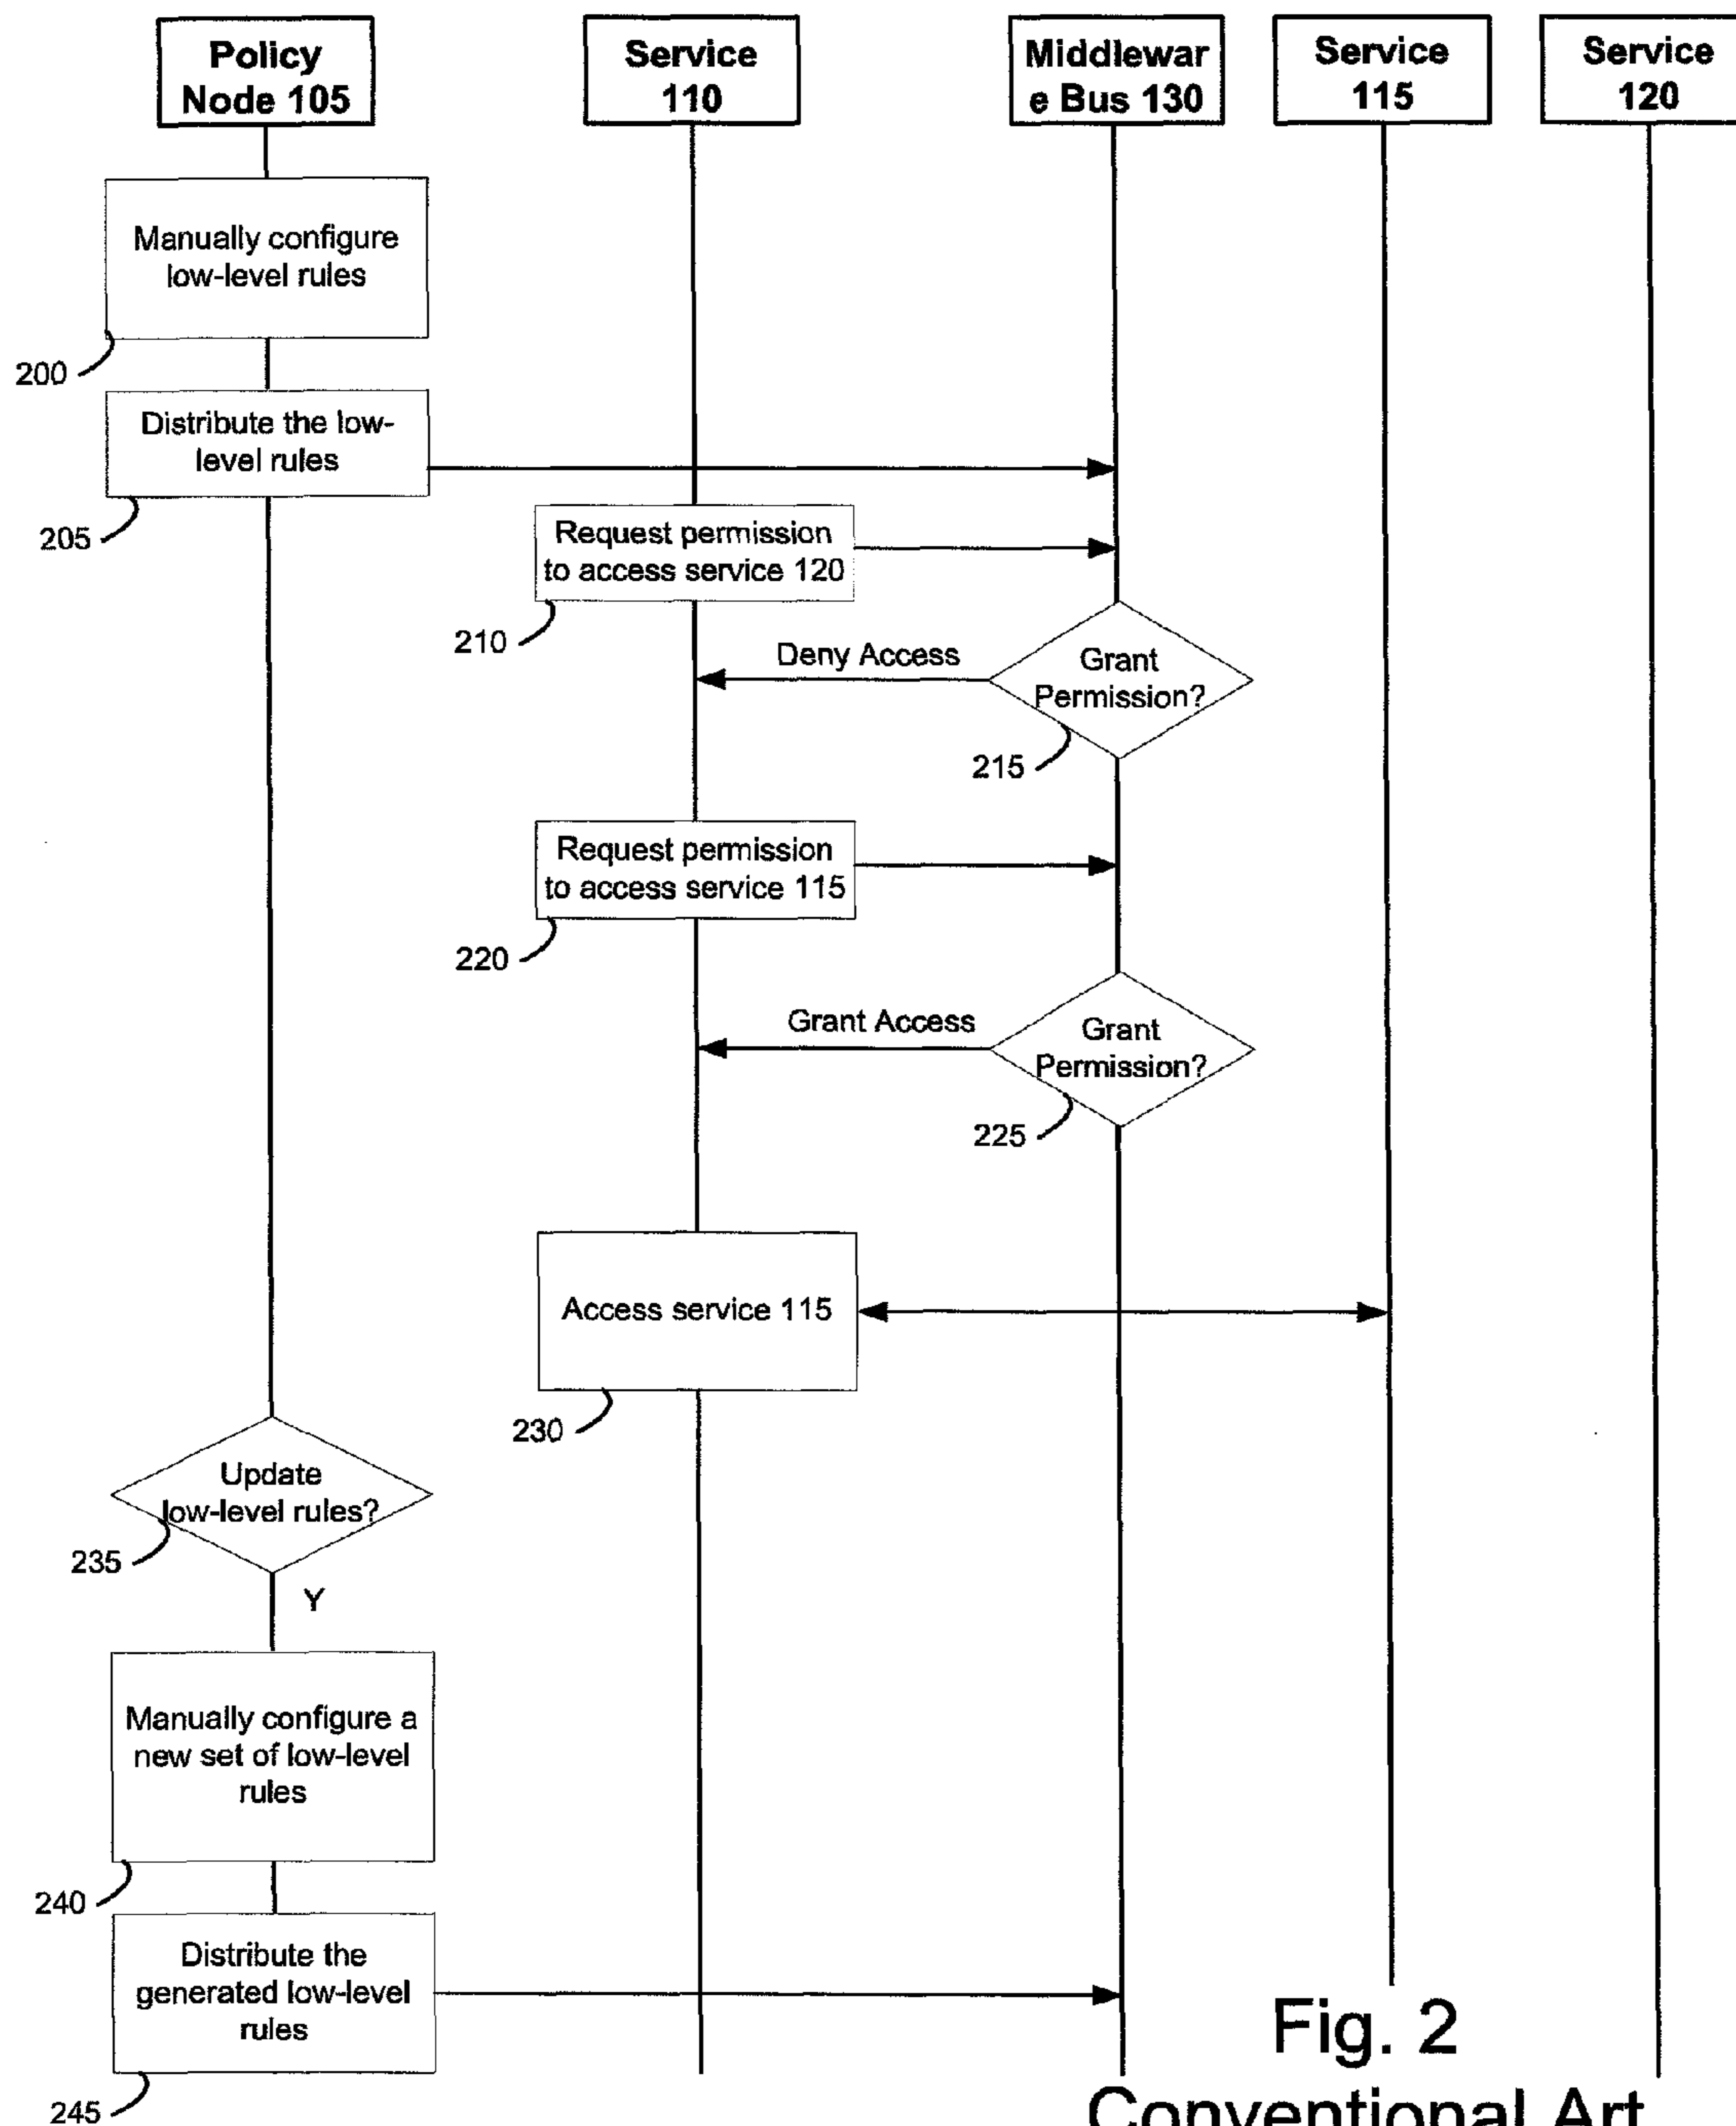 Policy
Node 105
Service
110
Middlewar
e Bus 130
Service
115
Service
120
Manually configure
low-level rules
200
Distribute the low-
level rules
205
Request permission
to access service 120
210
Deny Access
Grant
Permission?
215
Request permission
to access service 115
220
Grant Access
Grant
Permission?
225
Access service 115
230
Update
low-level rules?
235
Y
Manually configure a
new set of low-level
rules
240
Distribute the
generated low-level
rules
245
Fig. 2
Conventional Art